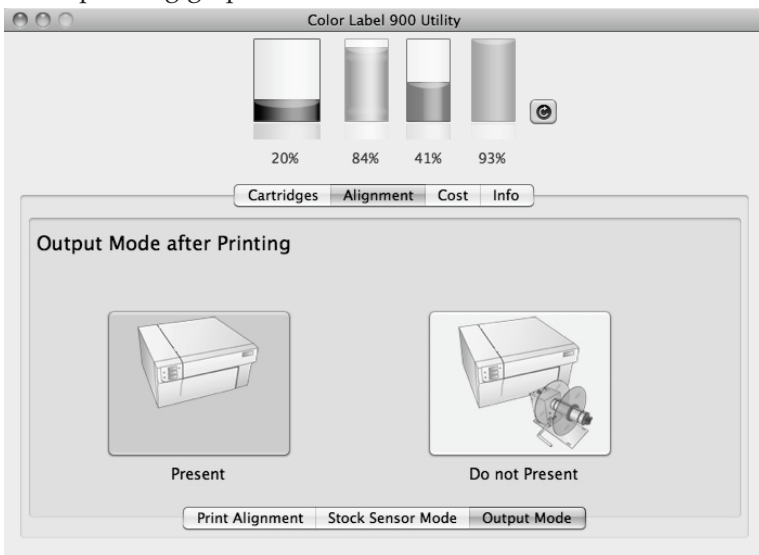 Color Label 900 Utility
20% 84% 41% 93%
Cartridges Alignment Cost Info
Output Mode after Printing
Present Do not Present
Print Alignment Stock Sensor Mode Output Mode